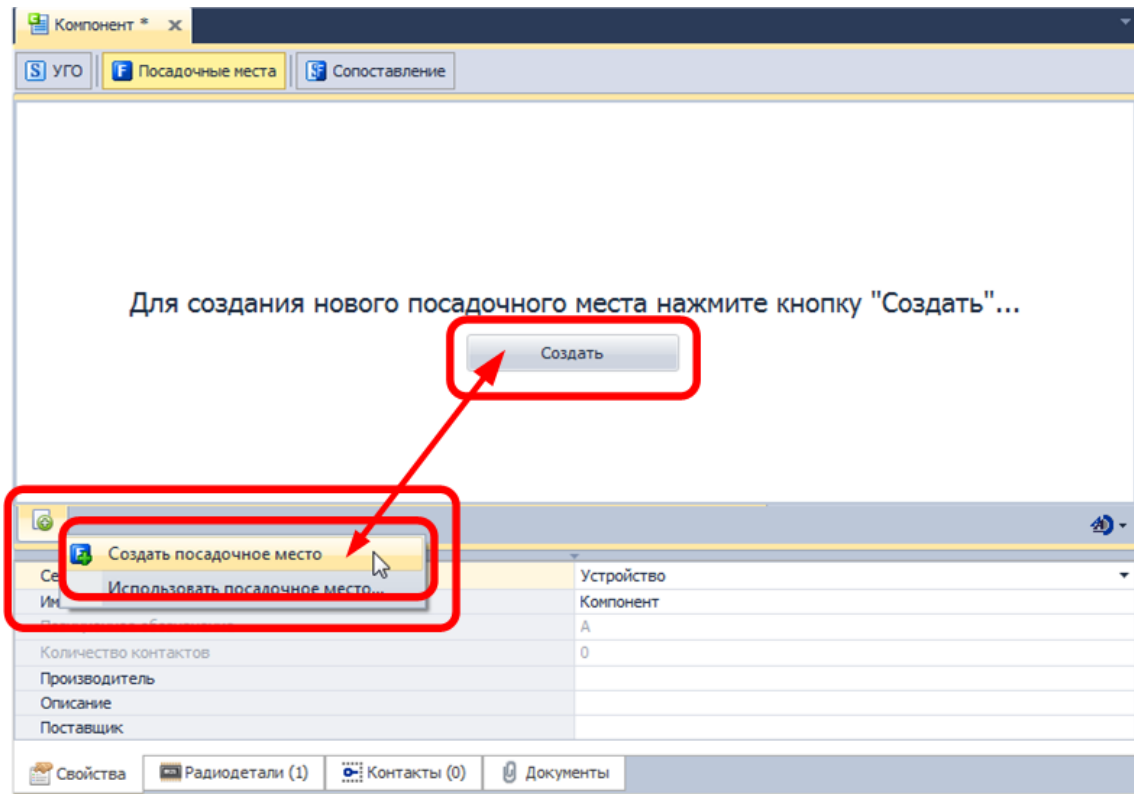 Компонент *
УГО
Посадочные места
Сопоставление
Для создания нового посадочного места нажмите кнопку "Создать"...
Создать
Создать посадочное место
Использовать посадочное место...
Устройство
Компонент
A
Количество контактов
0
Производитель
Описание
Поставщик
Свойства
Радиодетали (1)
Контакты (0)
Документы